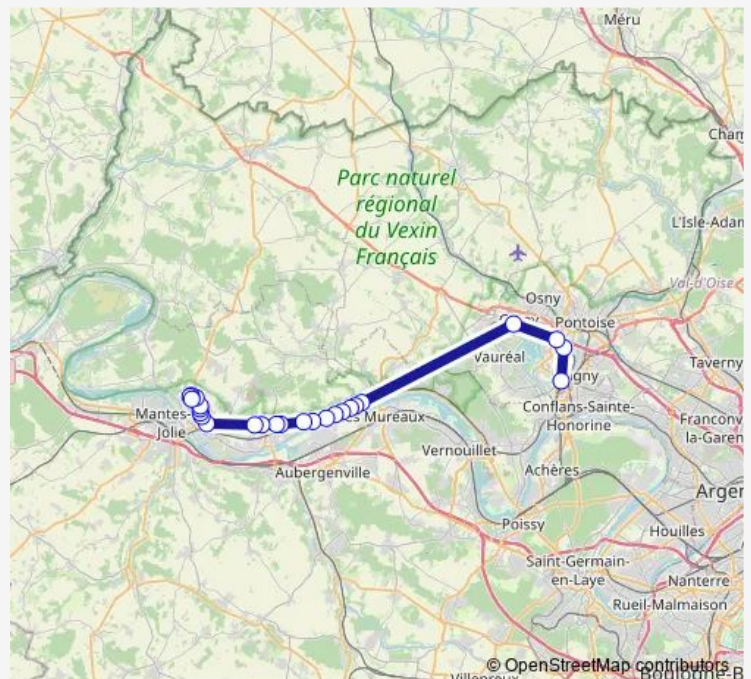 Méru
Cham
Parc naturel
régional
du Vexin
Français
L'Isle-Adam
Val-d'Oise
Osny
Pontoise
Vauréal
Taverny
igny
Mantes-
Jolie
Mureaux
Conflans-Sainte-
Honorine
Franconv
la-Garen
Vernouillet
Aubergenville
Achères
Argen
Poissy
Houilles
Saint-Germain-
en-Laye
Nanterre
Rueil-Malmaison
© OpenStreetMap contributors